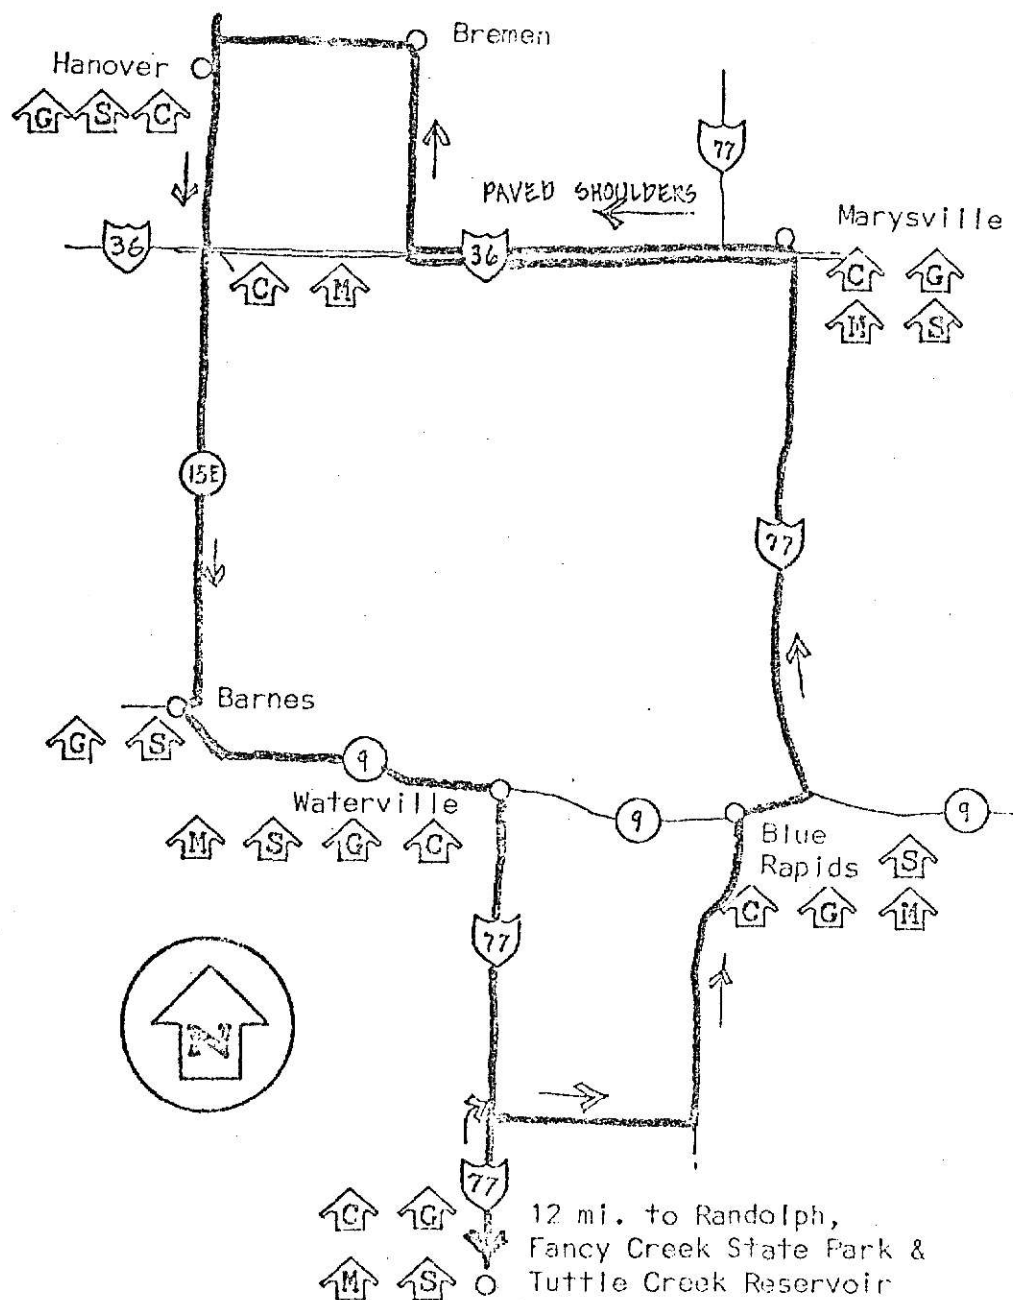 Bremen
Hanover
G S C
77
PAVED SHOULDERS
Marysville
36
36
C G
C M
M S
15E
77
Barnes
G S
9
Waterville
9
9
M S G C
Blue
Rapids S
C G M
77
N
77
C G
12 mi. to Randolph,
Fancy Creek State Park &
M S
Tuttle Creek Reservoir